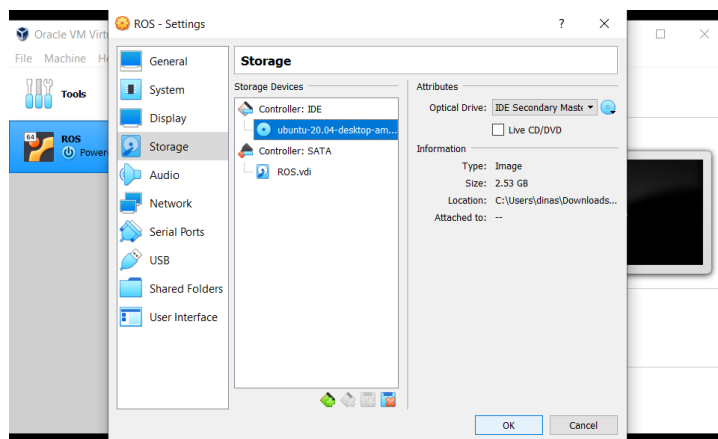 ROS - Settings
?
Oracle VM Virt
File Machine He
Tools
64
ROS
Power
General
System
Display
Storage
Audio
Network
Serial Ports
USB
Shared Folders
User Interface
Storage
Storage Devices
Controller: IDE
ubuntu-20.04-desktop-am...
Controller: SATA
ROS.vdi
Attributes
Optical Drive: IDE Secondary Maste
Live CD/DVD
Information
Type: Image
Size: 2.53 GB
Location: C:\Users\dinas\Downloads...
Attached to: --
OK Cancel